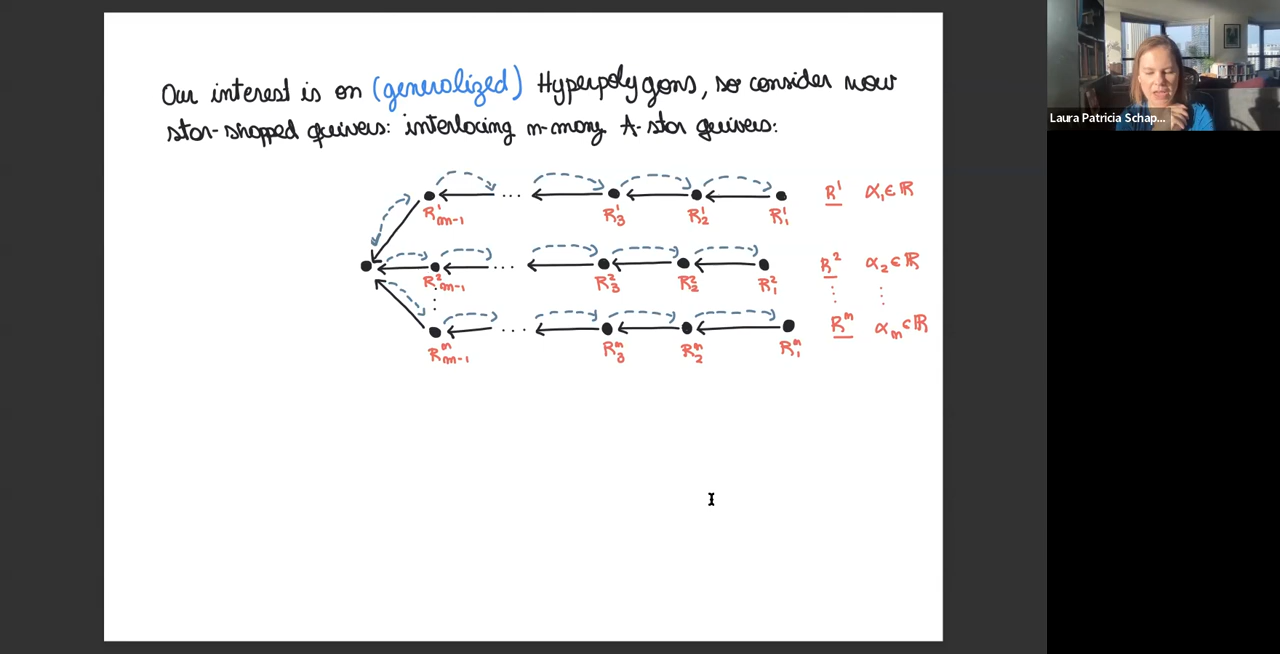 Our interest is on (generalized) Hyperpolygons, so consider now
star-shapped quivers: interlacing n-many A-star quivers:
R¹ₘ₋₁ ... R¹₃ R¹₂ R¹₁ R¹ α₁ ∈ ℝ
R²ₘ₋₁ ... R²₃ R²₂ R²₁ R² α₂ ∈ ℝ
Rⁿₘ₋₁ ... Rⁿ₃ Rⁿ₂ Rⁿ₁ Rⁿ αₙ ∈ ℝ
Laura Patricia Schap...